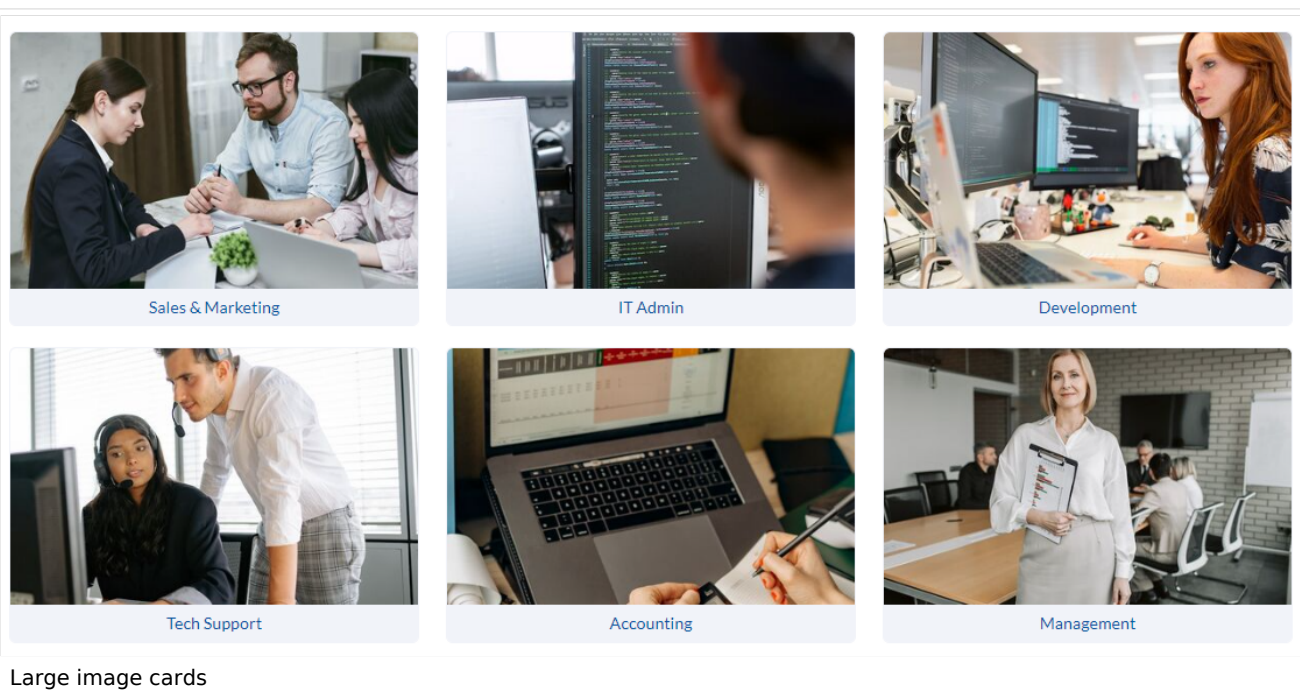 Sales & Marketing
IT Admin
Development
Tech Support
Accounting
Management
Large image cards